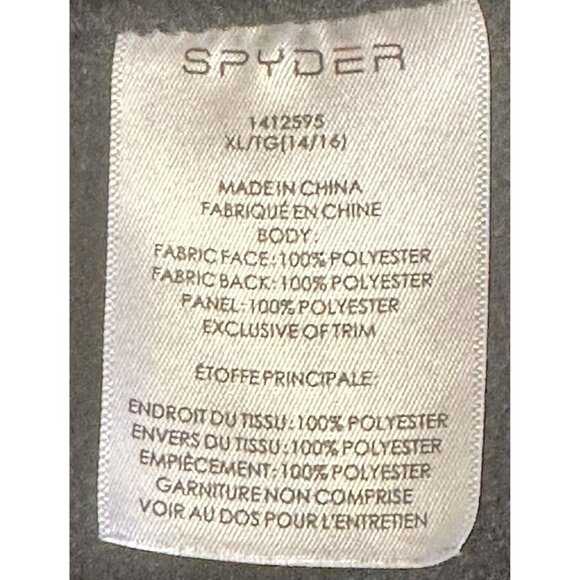 SPYDER
1412595
XL/TG(14/16)
MADE IN CHINA
FABRIQUÉ EN CHINE
BODY:
FABRIC FACE:100% POLYESTER
FABRIC BACK:100% POLYESTER
PANEL:100% POLYESTER
EXCLUSIVE OF TRIM
ÉTOFFE PRINCIPALE:
ENDROIT DU TISSU:100% POLYESTER
ENVERS DU TISSU:100% POLYESTER
EMPIÈCEMENT:100% POLYESTER
GARNITURE NON COMPRISE
VOIR AU DOS POUR L'ENTRETIEN